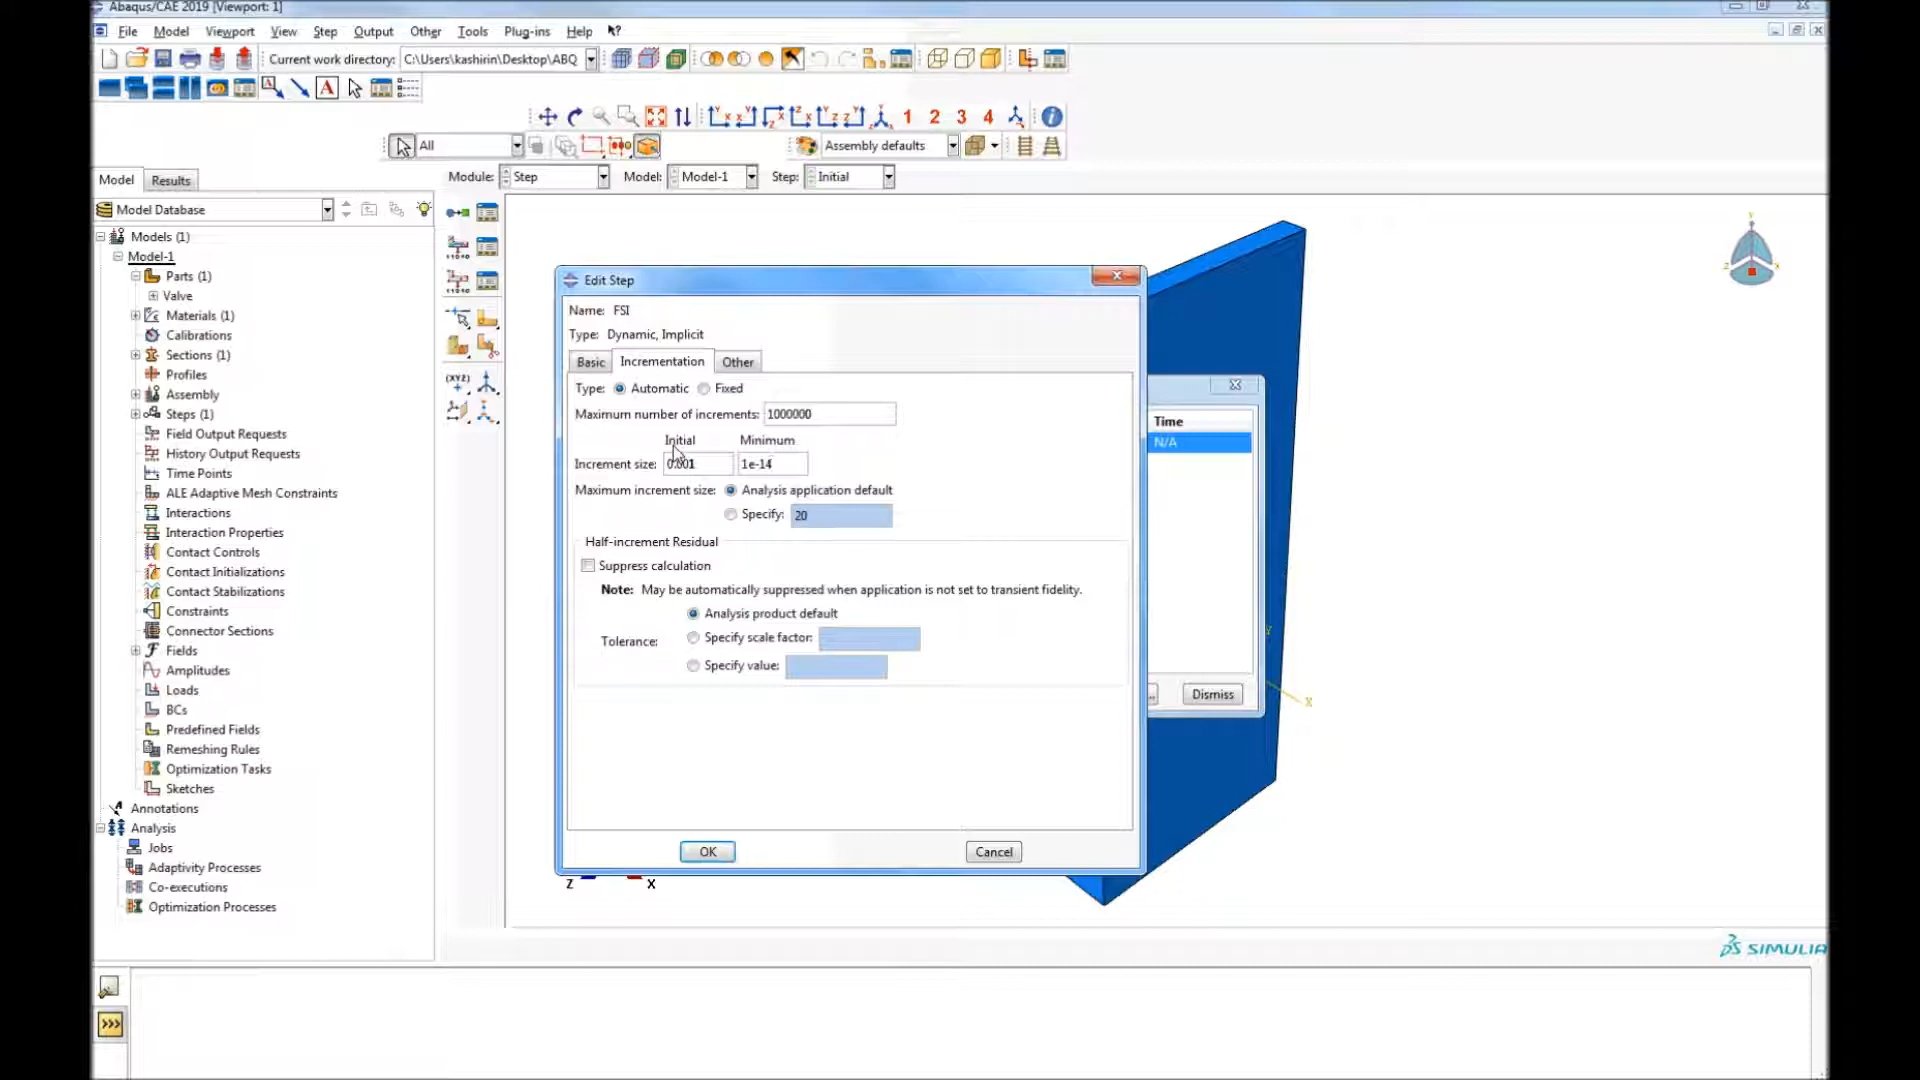 Abaqus/CAE 2019 [Viewport: 1]
File Model Viewport View Step Output Other Tools Plug-ins Help
Current work directory: C:\Users\kashirin\Desktop\ABQ
A A
1 2 3 4
All Assembly defaults
Module: Step Model: Model-1 Step: Initial
Model Results
Model Database
Models (1)
Model-1
Parts (1)
Valve
Materials (1)
Calibrations
Sections (1)
Profiles
Assembly
Steps (1)
Field Output Requests
History Output Requests
Time Points
ALE Adaptive Mesh Constraints
Interactions
Interaction Properties
Contact Controls
Contact Initializations
Contact Stabilizations
Constraints
Connector Sections
Fields
Amplitudes
Loads
BCs
Predefined Fields
Remeshing Rules
Optimization Tasks
Sketches
Annotations
Analysis
Jobs
Adaptivity Processes
Co-executions
Optimization Processes
(XYZ)
Edit Step
Name: FSI
Type: Dynamic, Implicit
Basic Incrementation Other
Type: Automatic Fixed
Maximum number of increments: 1000000
Initial Minimum
Increment size: 0.001 1e-14
Maximum increment size: Analysis application default
Specify: 20
Half-increment Residual
Suppress calculation
Note: May be automatically suppressed when application is not set to transient fidelity.
Analysis product default
Tolerance: Specify scale factor:
Specify value:
OK Cancel
Time
N/A
.. Dismiss
Y
X
Z X
SIMULIA
>>>